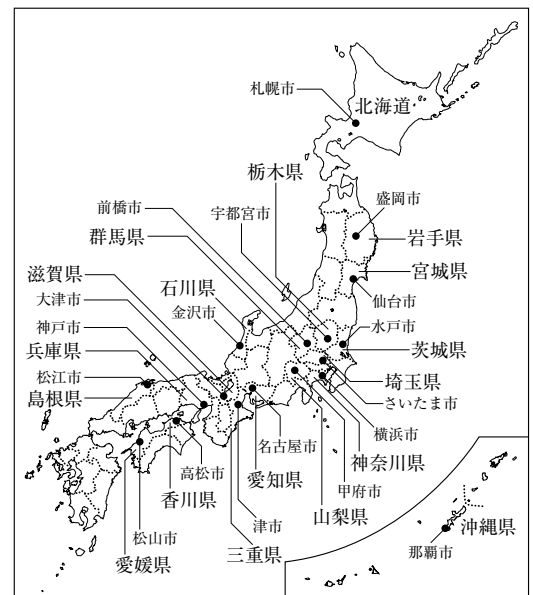 札幌市
北海道
栃木県
盛岡市
前橋市
宇都宮市
群馬県
岩手県
滋賀県
石川県
宮城県
大津市
金沢市
仙台市
神戸市
水戸市
兵庫県
茨城県
松江市
埼玉県
島根県
さいたま市
横浜市
名古屋市
神奈川県
高松市
愛知県
甲府市
香川県
山梨県
津市
沖縄県
松山市
三重県
那覇市
愛媛県